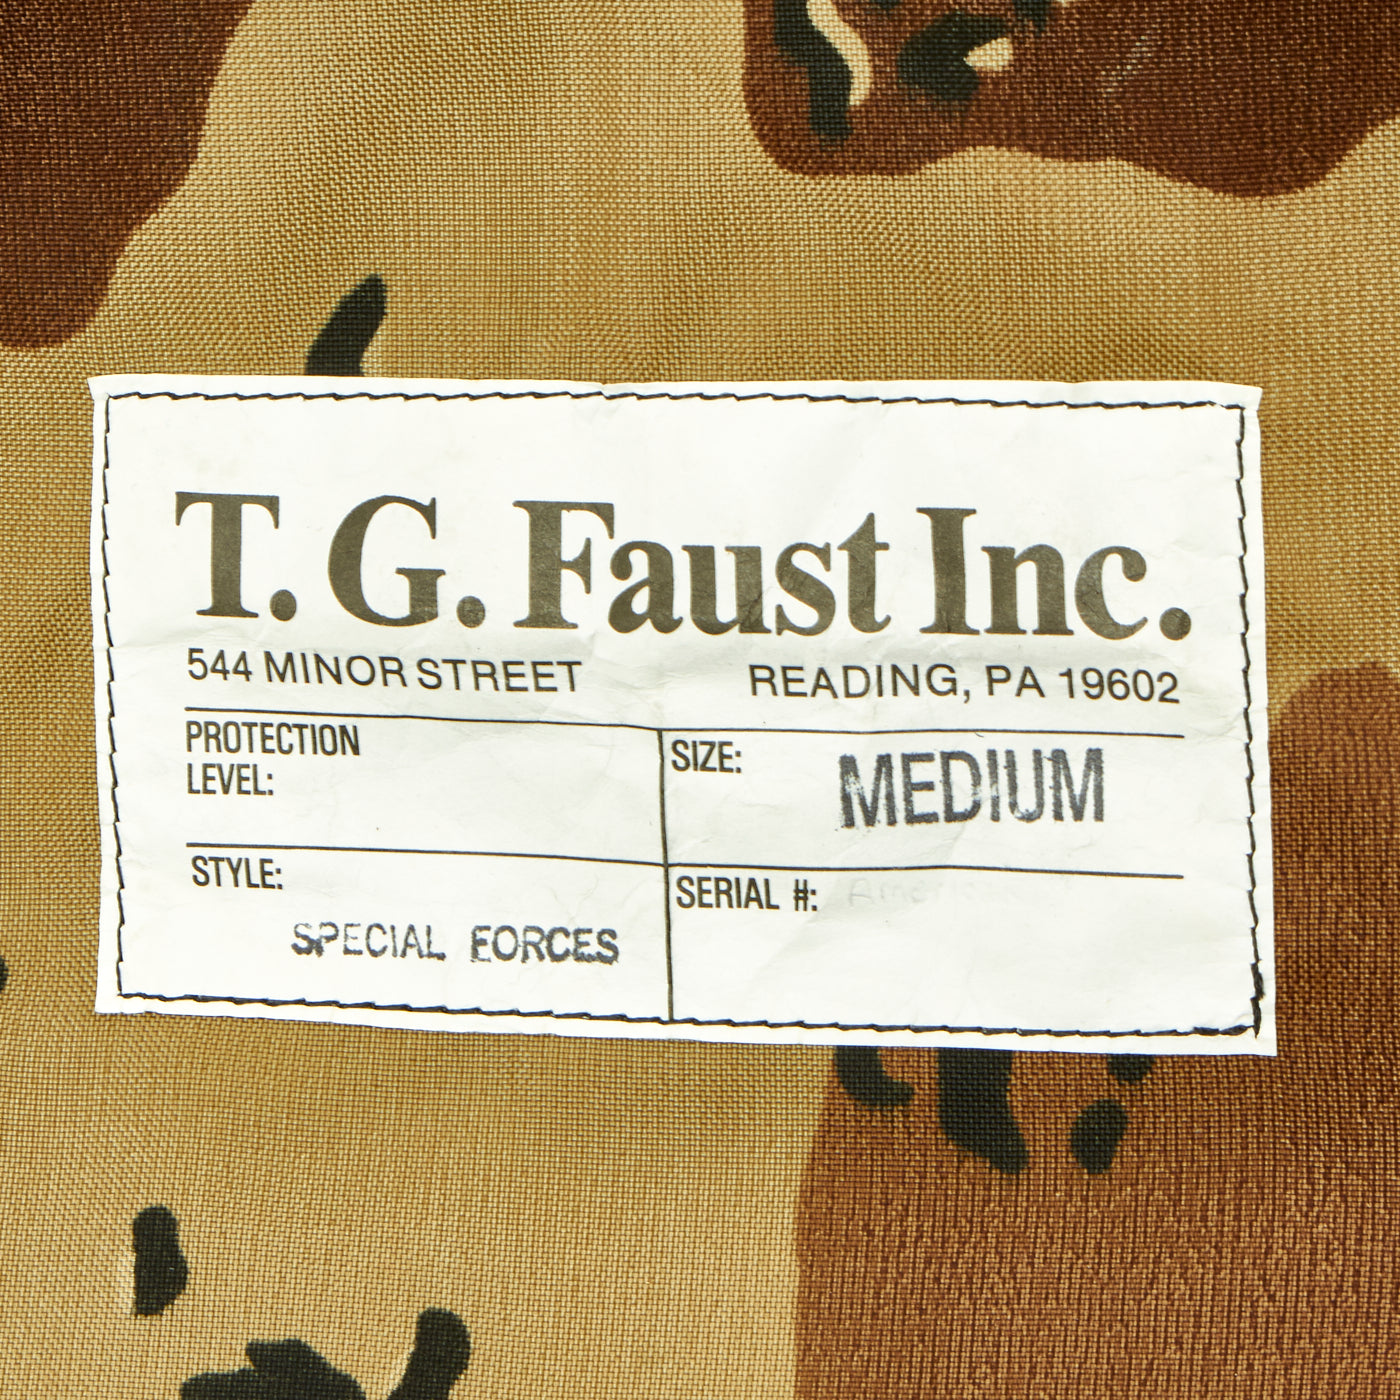 T. G. Faust Inc.
544 MINOR STREET READING, PA 19602
PROTECTION
LEVEL:
SIZE: MEDIUM
STYLE:
SPECIAL FORCES
SERIAL #: